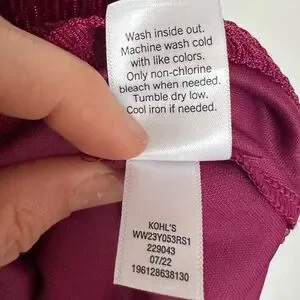 Wash inside out.
Machine wash cold
with like colors.
Only non-chlorine
bleach when needed.
Tumble dry low.
Cool iron if needed.
KOHL'S
WW23Y053RS1
229043
07/22
196128638130